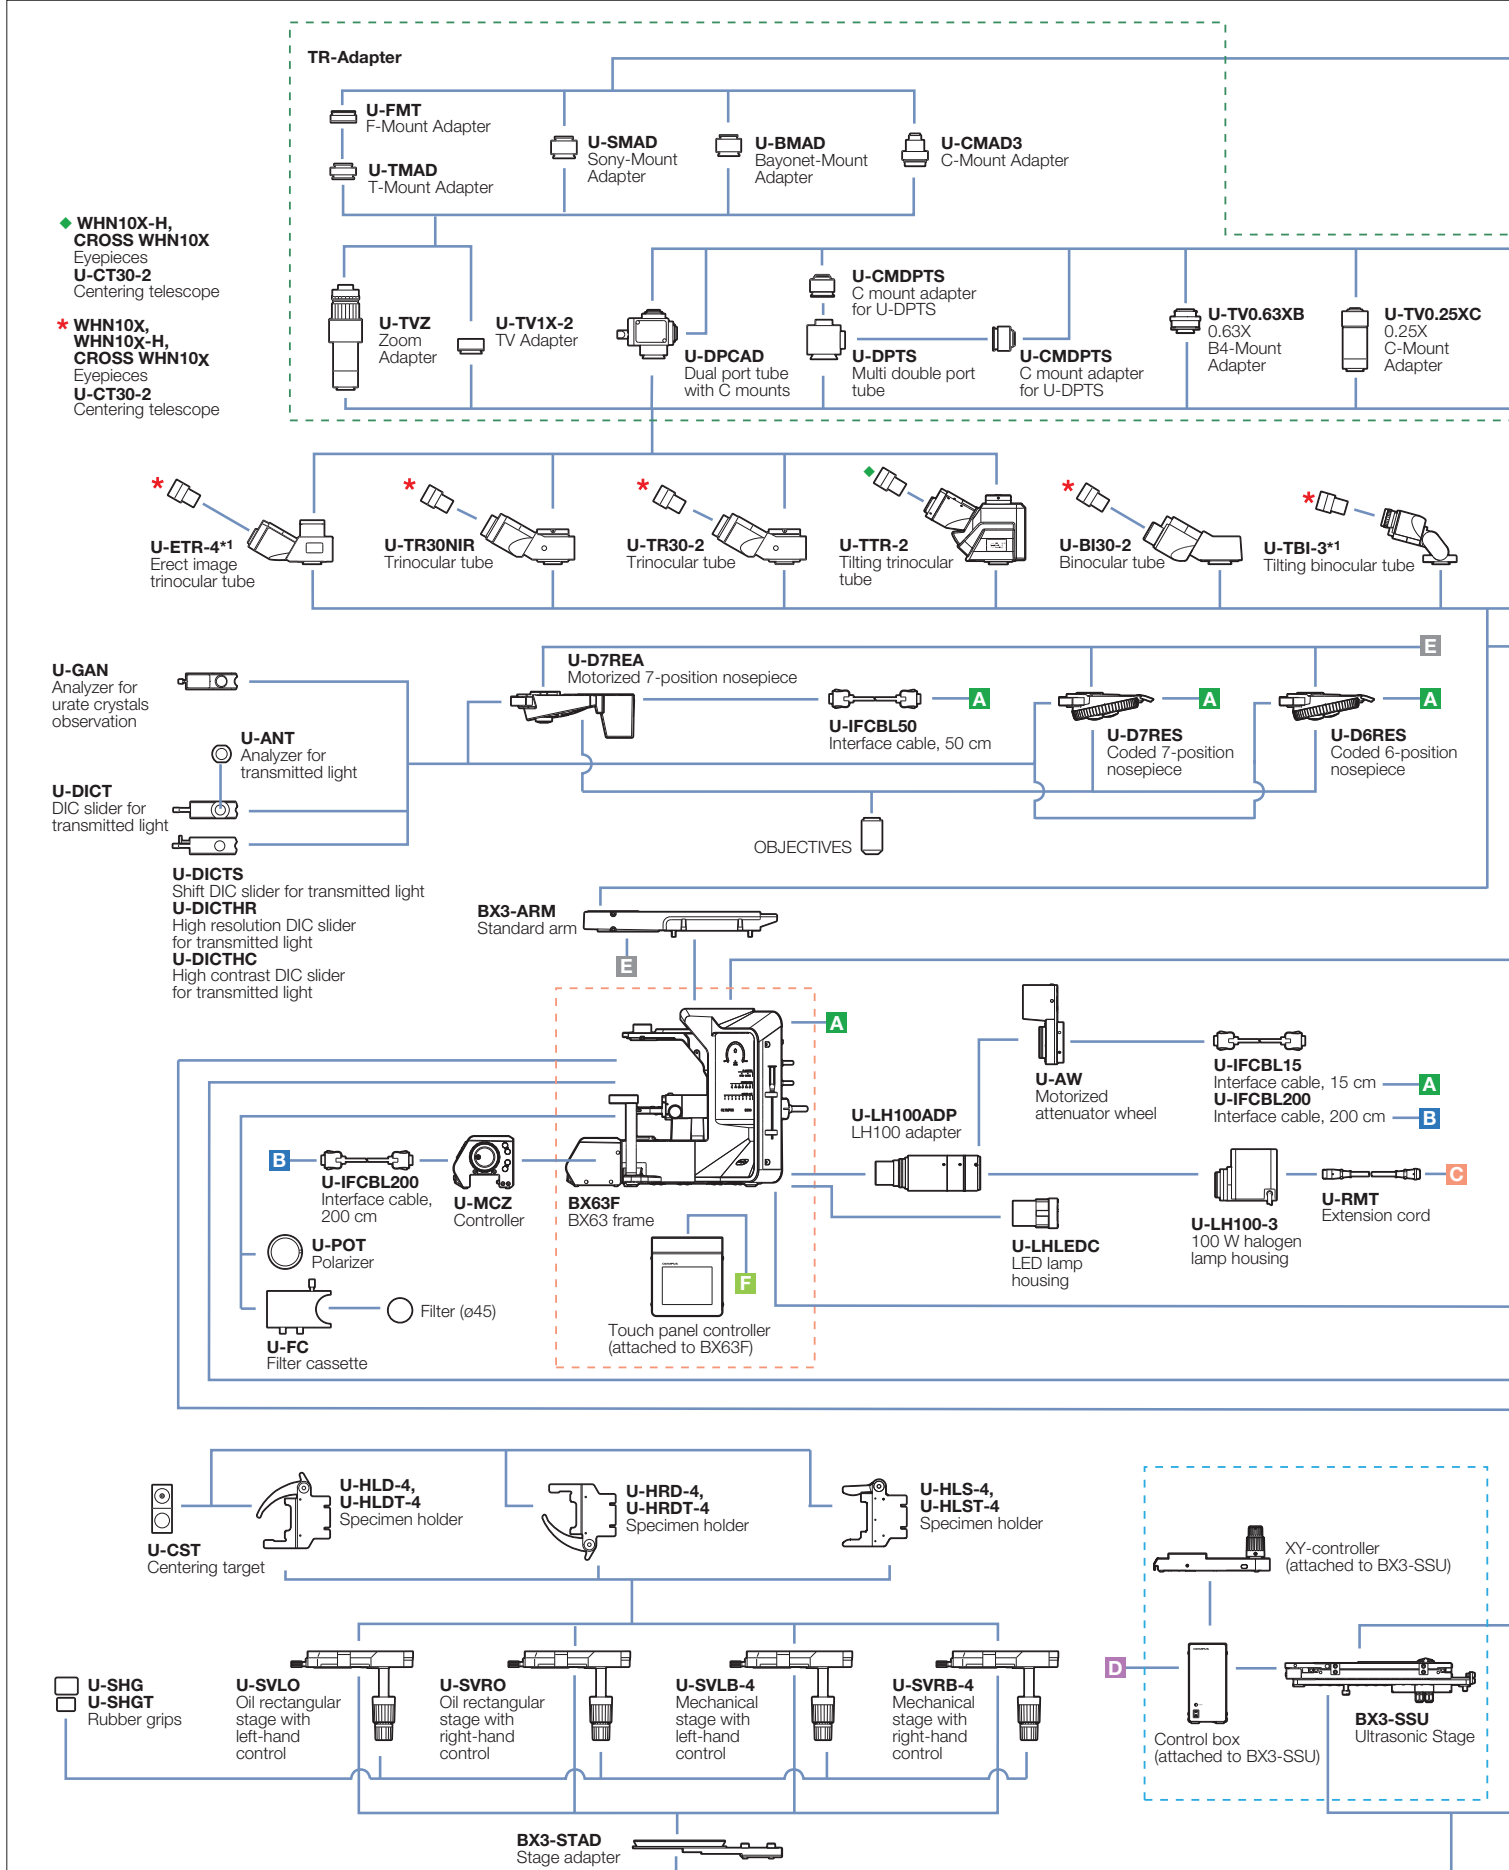 TR-Adapter
U-FMT
F-Mount Adapter
U-TMAD
T-Mount Adapter
U-SMAD
Sony-Mount
Adapter
U-BMAD
Bayonet-Mount
Adapter
U-CMAD3
C-Mount Adapter
◆ WHN10X-H,
CROSS WHN10X
Eyepieces
U-CT30-2
Centering telescope
* WHN10X,
WHN10X-H,
CROSS WHN10X
Eyepieces
U-CT30-2
Centering telescope
U-TVZ
Zoom
Adapter
U-TV1X-2
TV Adapter
U-DPCAD
Dual port tube
with C mounts
U-CMDPTS
C mount adapter
for U-DPTS
U-DPTS
Multi double port
tube
U-CMDPTS
C mount adapter
for U-DPTS
U-TV0.63XB
0.63X
B4-Mount
Adapter
U-TV0.25XC
0.25X
C-Mount
Adapter
*
*
*
◆
*
*
U-ETR-4*1
Erect image
trinocular tube
U-TR30NIR
Trinocular tube
U-TR30-2
Trinocular tube
U-TTR-2
Tilting trinocular
tube
U-BI30-2
Binocular tube
U-TBI-3*1
Tilting binocular tube
E
U-GAN
Analyzer for
urate crystals
observation
U-ANT
Analyzer for
transmitted light
U-DICT
DIC slider for
transmitted light
U-DICTS
Shift DIC slider for transmitted light
U-DICTHR
High resolution DIC slider
for transmitted light
U-DICTHC
High contrast DIC slider
for transmitted light
U-D7REA
Motorized 7-position nosepiece
U-IFCBL50
Interface cable, 50 cm
A
U-D7RES
Coded 7-position
nosepiece
A
U-D6RES
Coded 6-position
nosepiece
A
OBJECTIVES
BX3-ARM
Standard arm
E
A
U-AW
Motorized
attenuator wheel
U-IFCBL15
Interface cable, 15 cm
A
U-IFCBL200
Interface cable, 200 cm
B
U-LH100ADP
LH100 adapter
B
U-IFCBL200
Interface cable,
200 cm
U-MCZ
Controller
BX63F
BX63 frame
U-LHLEDC
LED lamp
housing
U-LH100-3
100 W halogen
lamp housing
U-RMT
Extension cord
C
U-POT
Polarizer
U-FC
Filter cassette
Filter (ø45)
F
Touch panel controller
(attached to BX63F)
U-CST
Centering target
U-HLD-4,
U-HLDT-4
Specimen holder
U-HRD-4,
U-HRDT-4
Specimen holder
U-HLS-4,
U-HLST-4
Specimen holder
XY-controller
(attached to BX3-SSU)
U-SHG
U-SHGT
Rubber grips
U-SVLO
Oil rectangular
stage with
left-hand
control
U-SVRO
Oil rectangular
stage with
right-hand
control
U-SVLB-4
Mechanical
stage with
left-hand
control
U-SVRB-4
Mechanical
stage with
right-hand
control
D
Control box
(attached to BX3-SSU)
BX3-SSU
Ultrasonic Stage
BX3-STAD
Stage adapter